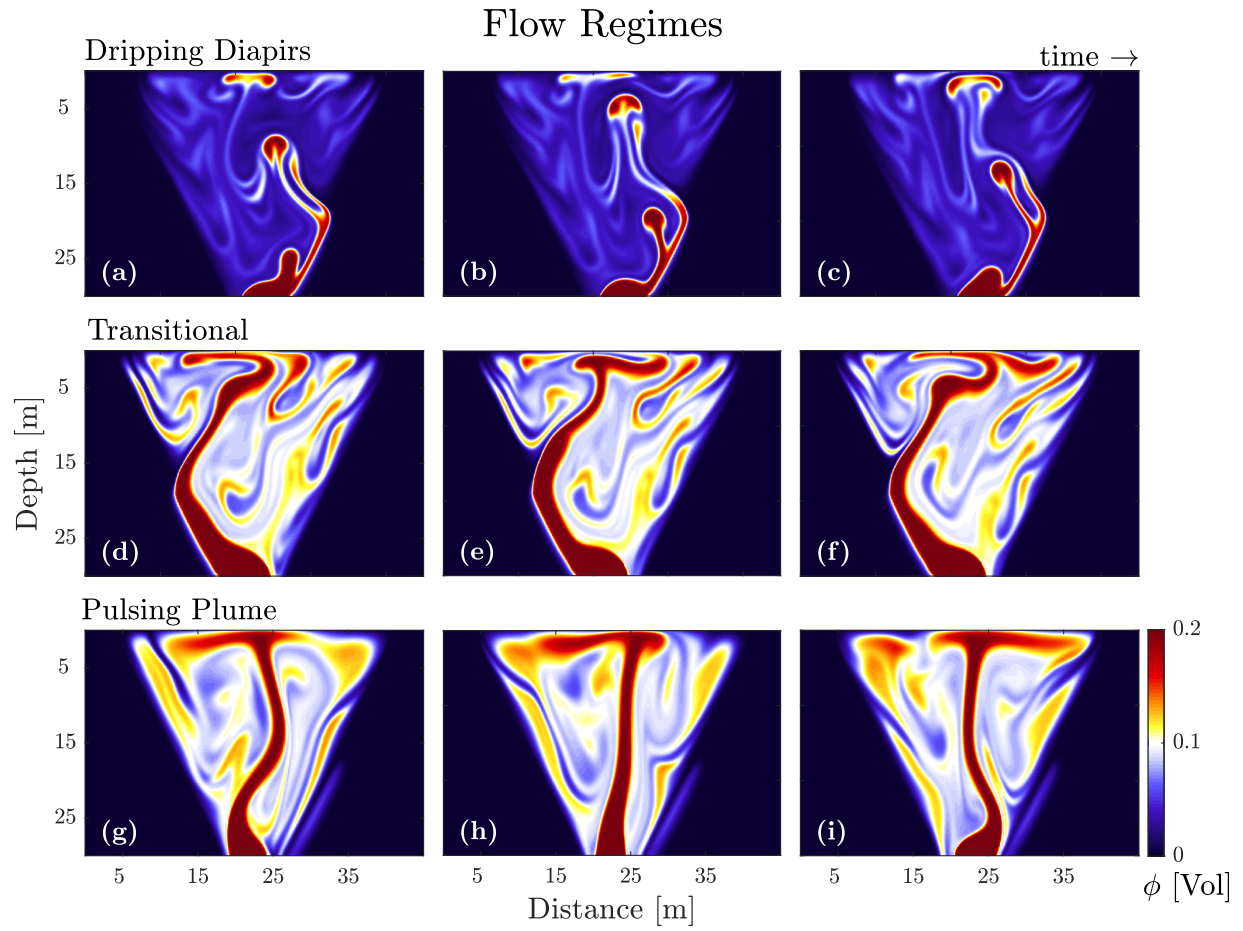 Flow Regimes
Dripping Diapirs
time →
5
15
25
(a)
(b)
(c)
Transitional
5
15
25
(d)
(e)
(f)
Depth [m]
Pulsing Plume
5
15
25
(g)
(h)
(i)
0.2
0.1
0
ϕ [Vol]
5 15 25 35
5 15 25 35
5 15 25 35
Distance [m]